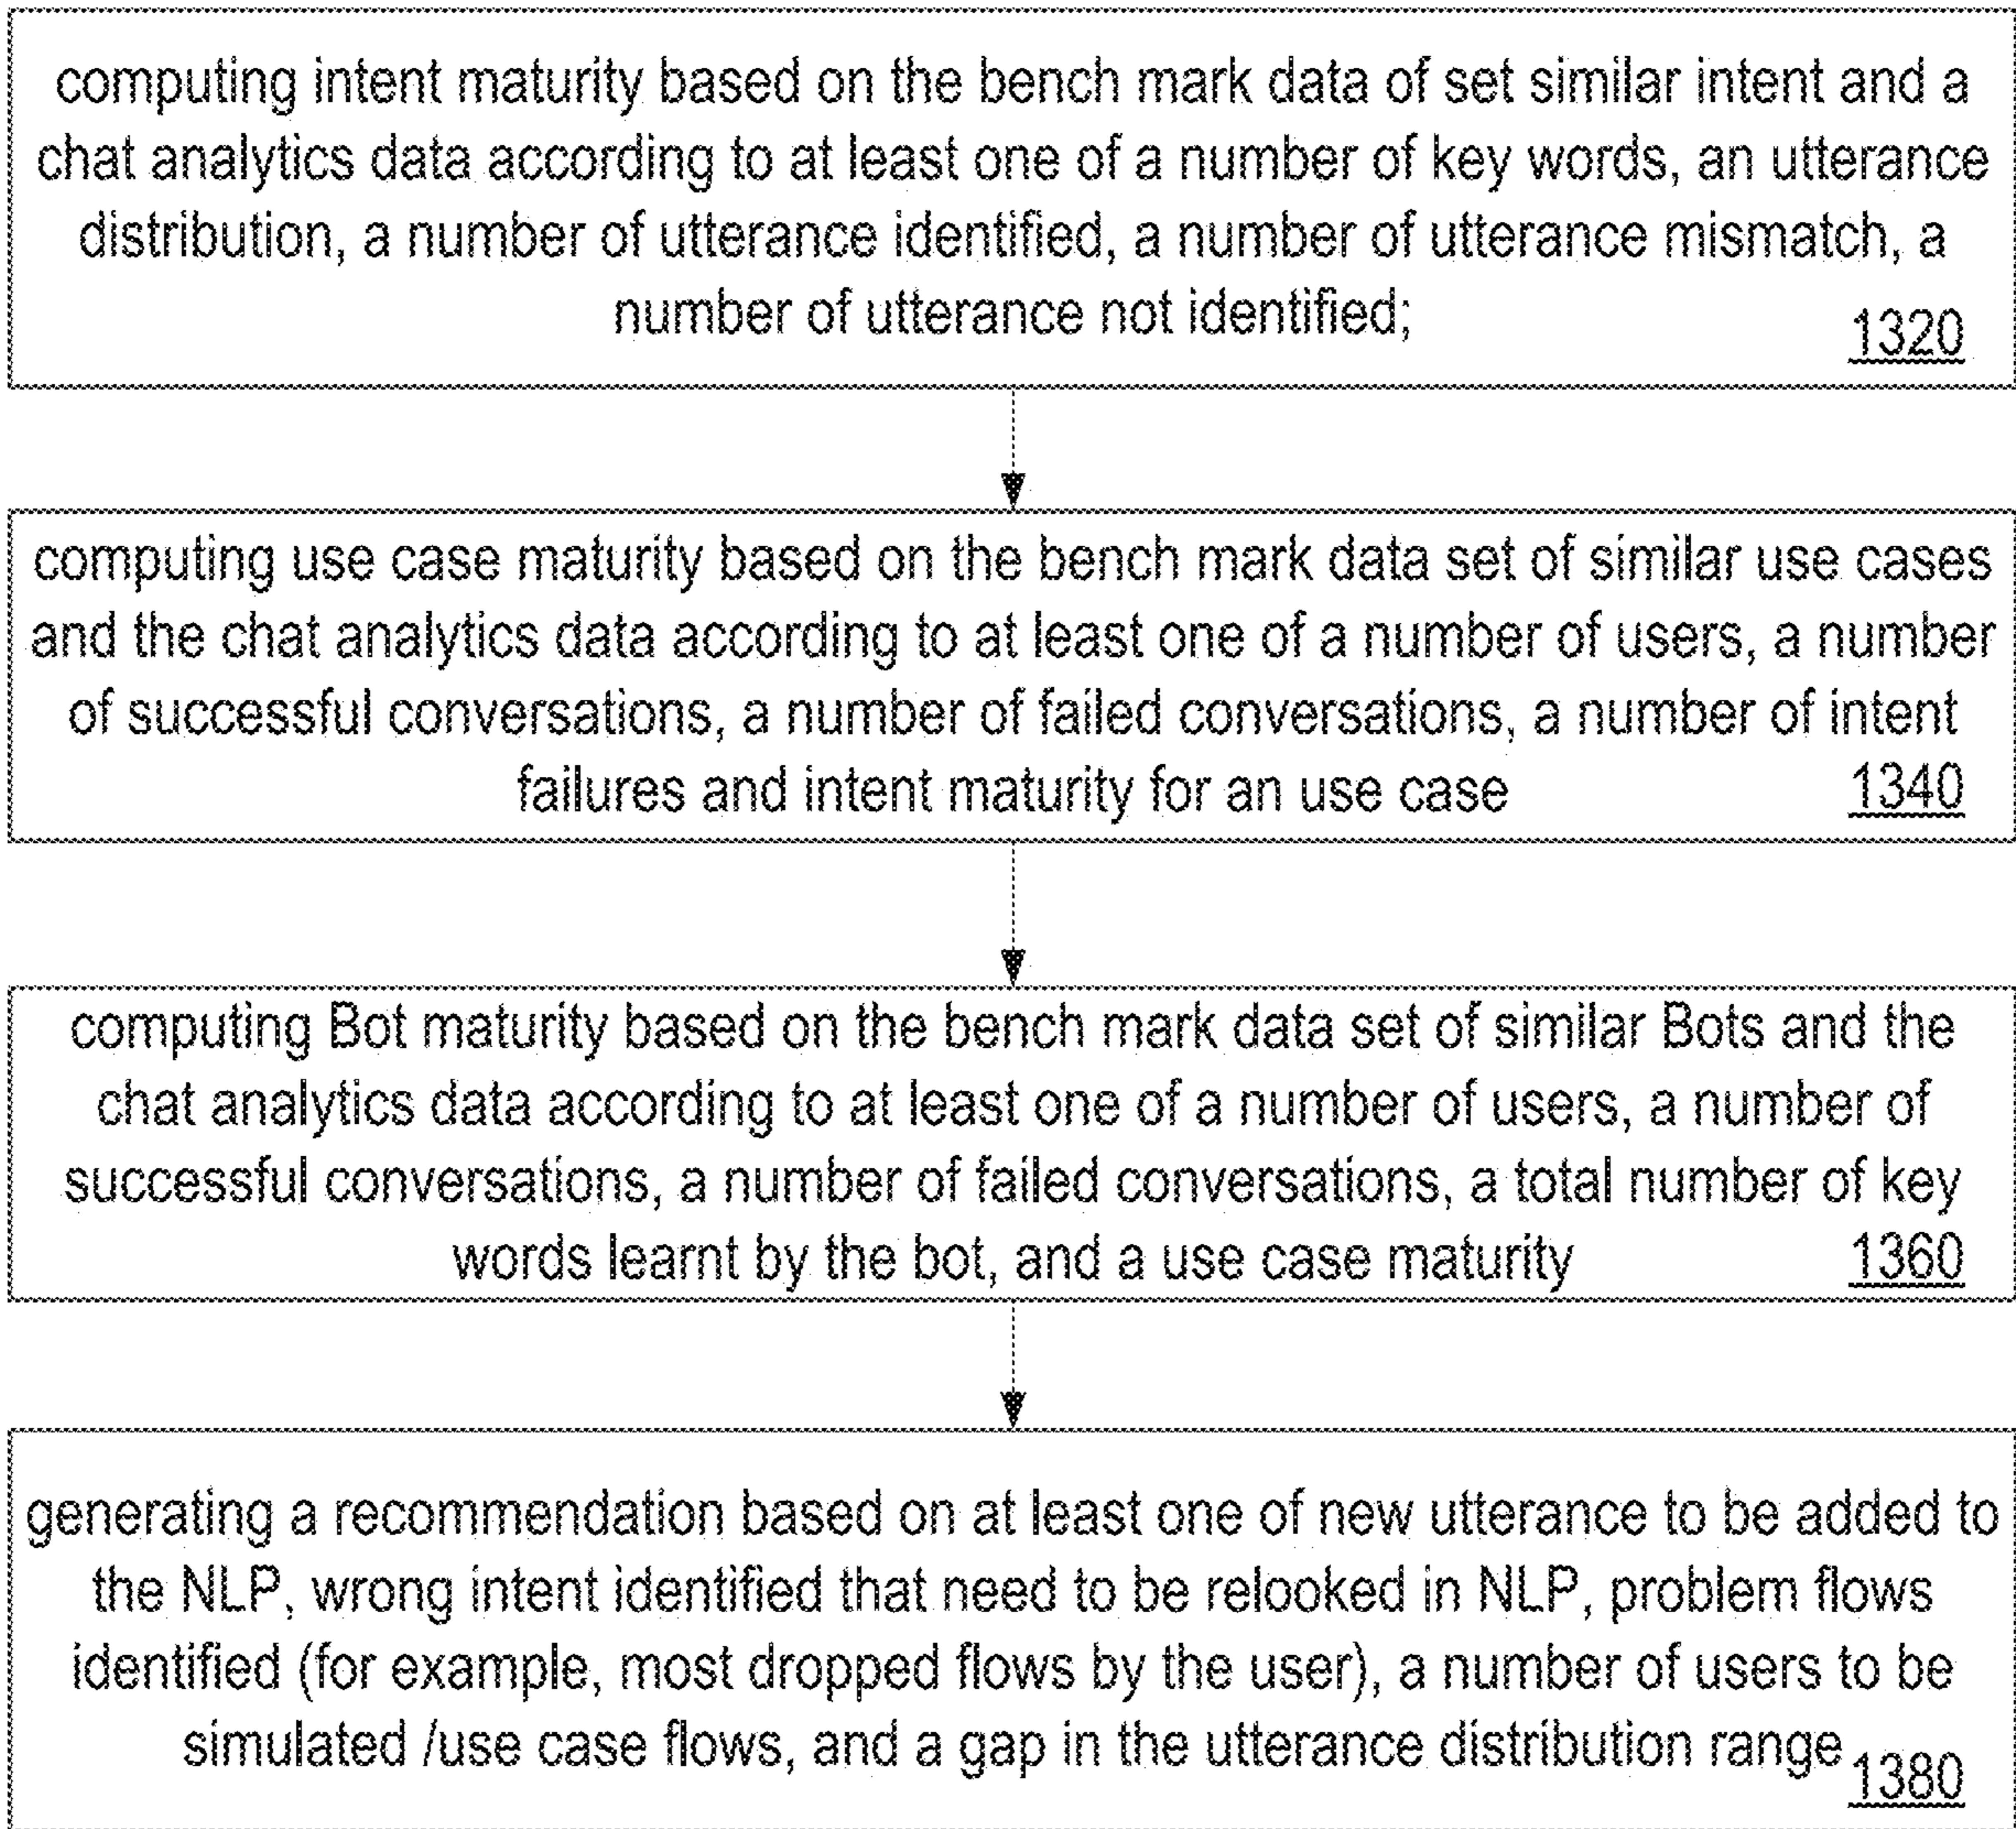 computing intent maturity based on the bench mark data of set similar intent and a
chat analytics data according to at least one of a number of key words, an utterance
distribution, a number of utterance identified, a number of utterance mismatch, a
number of utterance not identified;
1320
computing use case maturity based on the bench mark data set of similar use cases
and the chat analytics data according to at least one of a number of users, a number
of successful conversations, a number of failed conversations, a number of intent
failures and intent maturity for an use case
1340
computing Bot maturity based on the bench mark data set of similar Bots and the
chat analytics data according to at least one of a number of users, a number of
successful conversations, a number of failed conversations, a total number of key
words learnt by the bot, and a use case maturity
1360
generating a recommendation based on at least one of new utterance to be added to
the NLP, wrong intent identified that need to be relooked in NLP, problem flows
identified (for example, most dropped flows by the user), a number of users to be
simulated /use case flows, and a gap in the utterance distribution range
1380